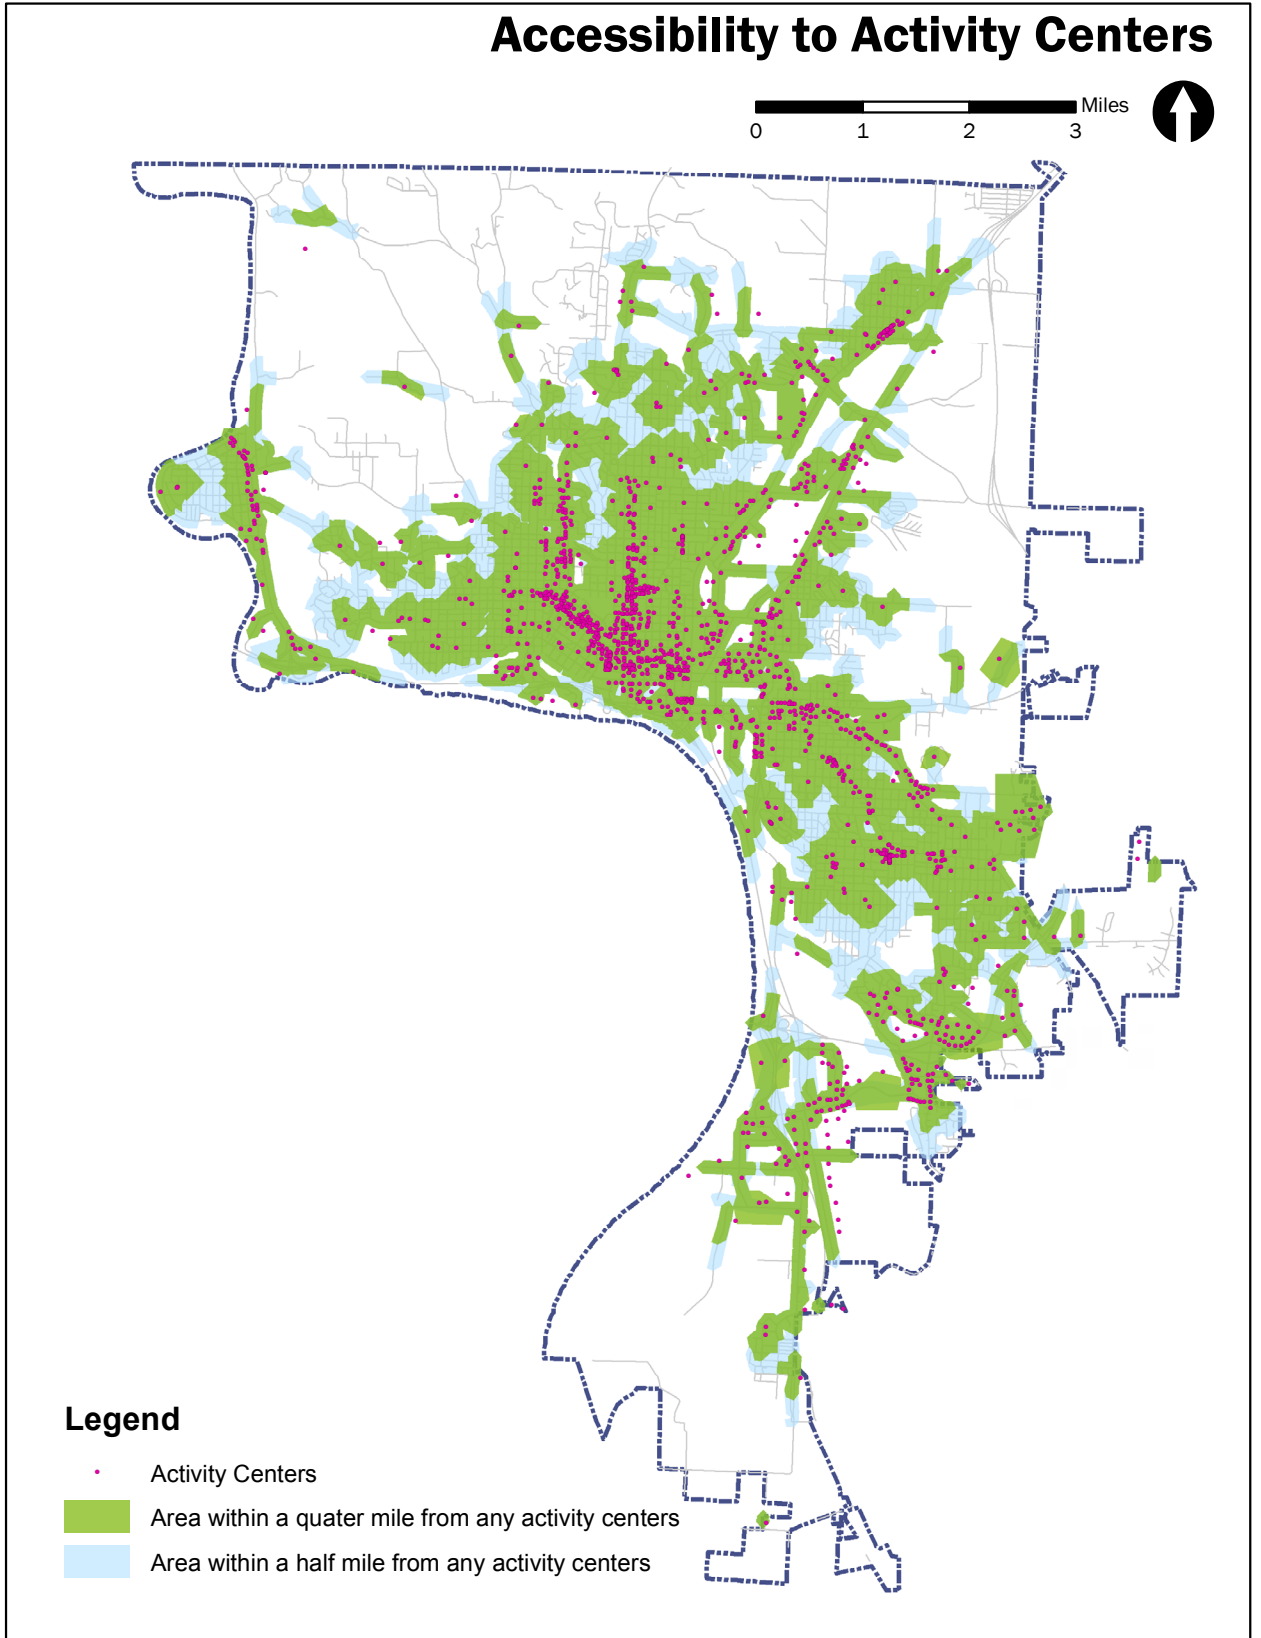 Accessibility to Activity Centers
Miles
0 1 2 3
Legend
Activity Centers
Area within a quater mile from any activity centers
Area within a half mile from any activity centers